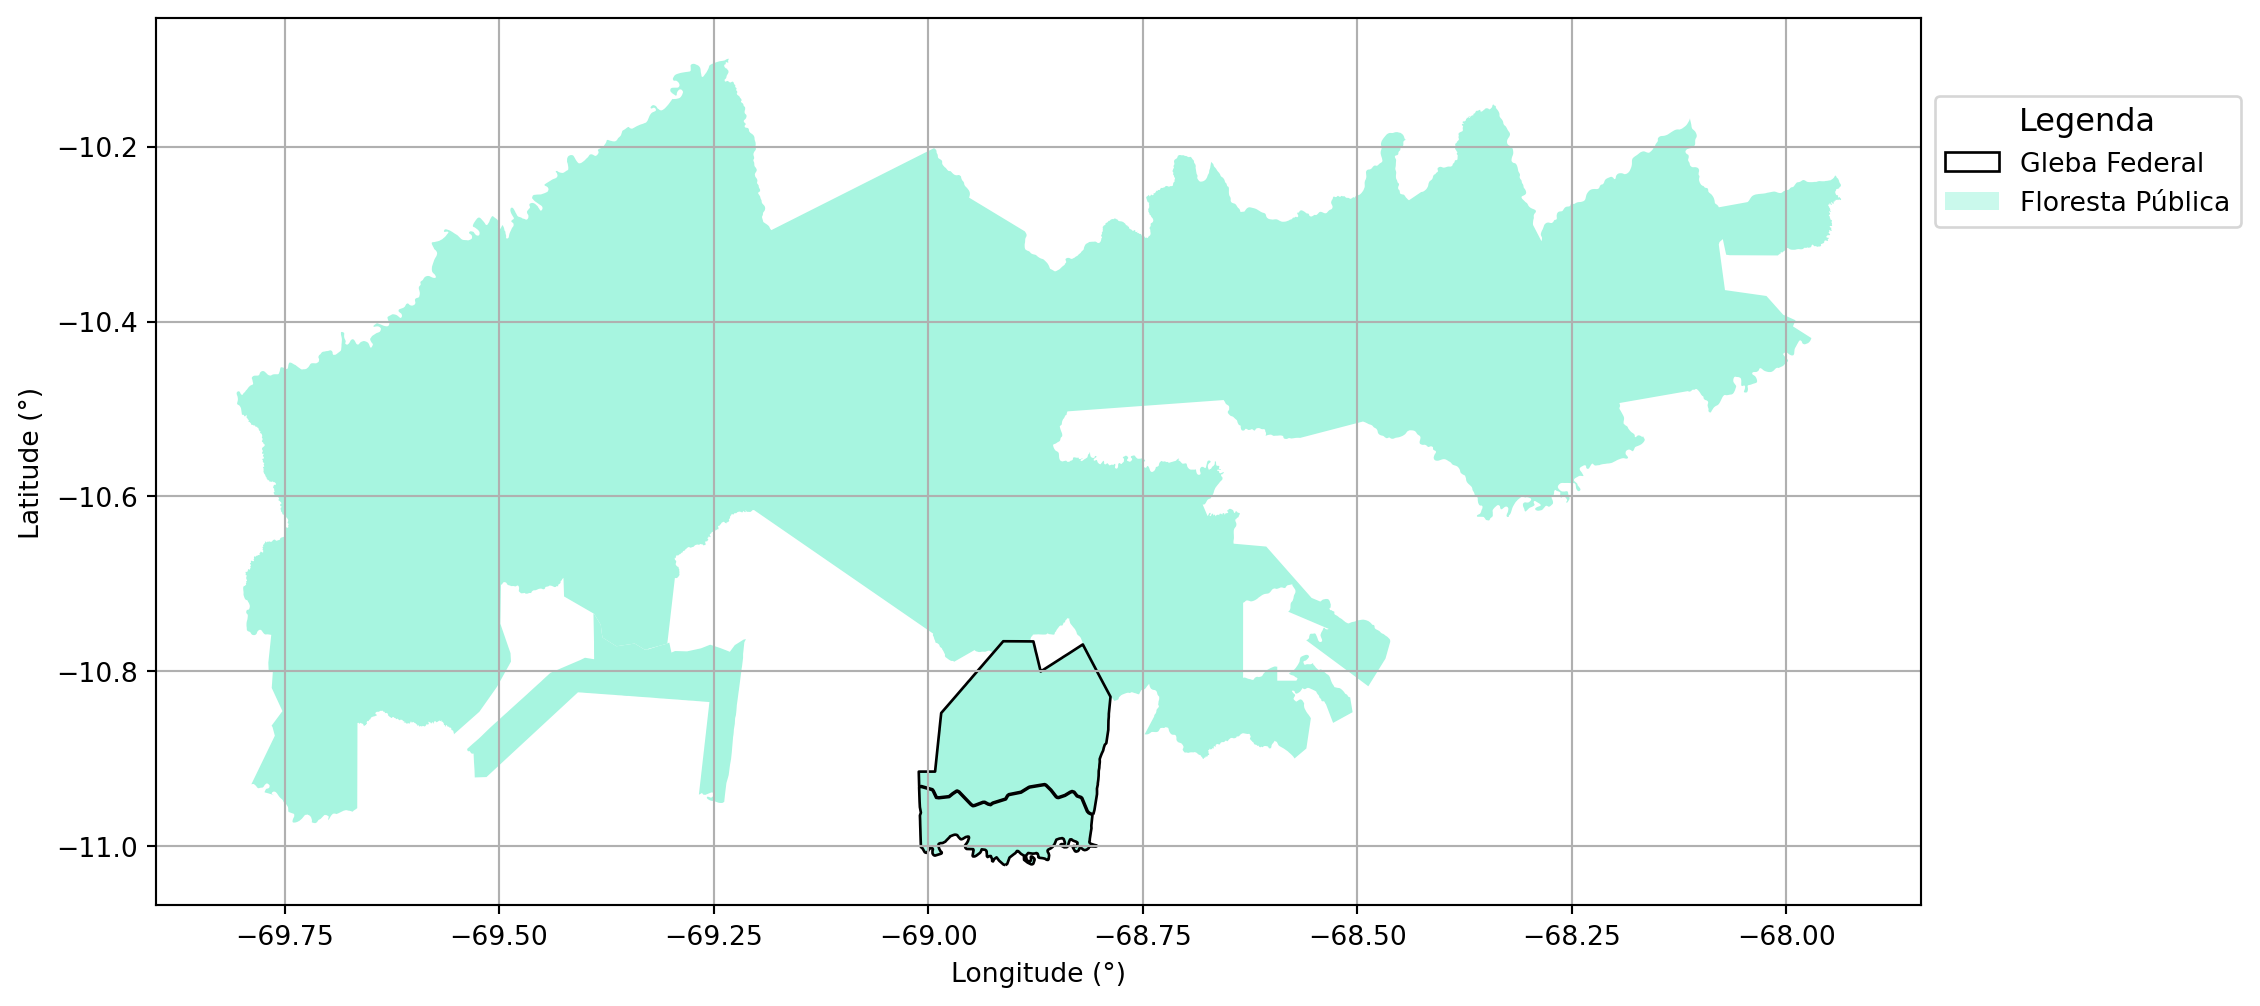 Legenda
Gleba Federal
Floresta Pública
Latitude (°)
−10.2
−10.4
−10.6
−10.8
−11.0
−69.75 −69.50 −69.25 −69.00 −68.75 −68.50 −68.25 −68.00
Longitude (°)